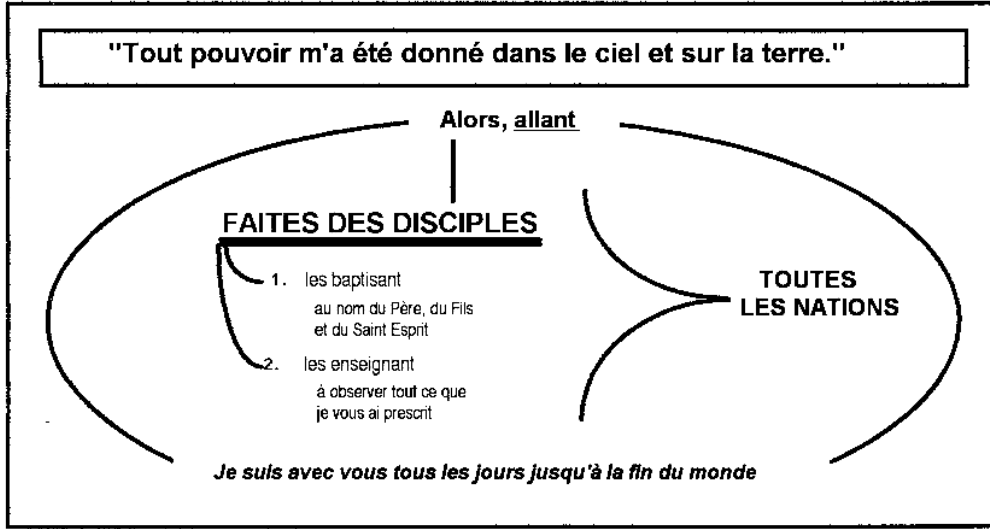 "Tout pouvoir m'a été donné dans le ciel et sur la terre."
Alors, allant
FAITES DES DISCIPLES
1. les baptisant
au nom du Père, du Fils
et du Saint Esprit
2. les enseignant
à observer tout ce que
je vous ai prescrit
TOUTES
LES NATIONS
Je suis avec vous tous les jours jusqu'à la fin du monde